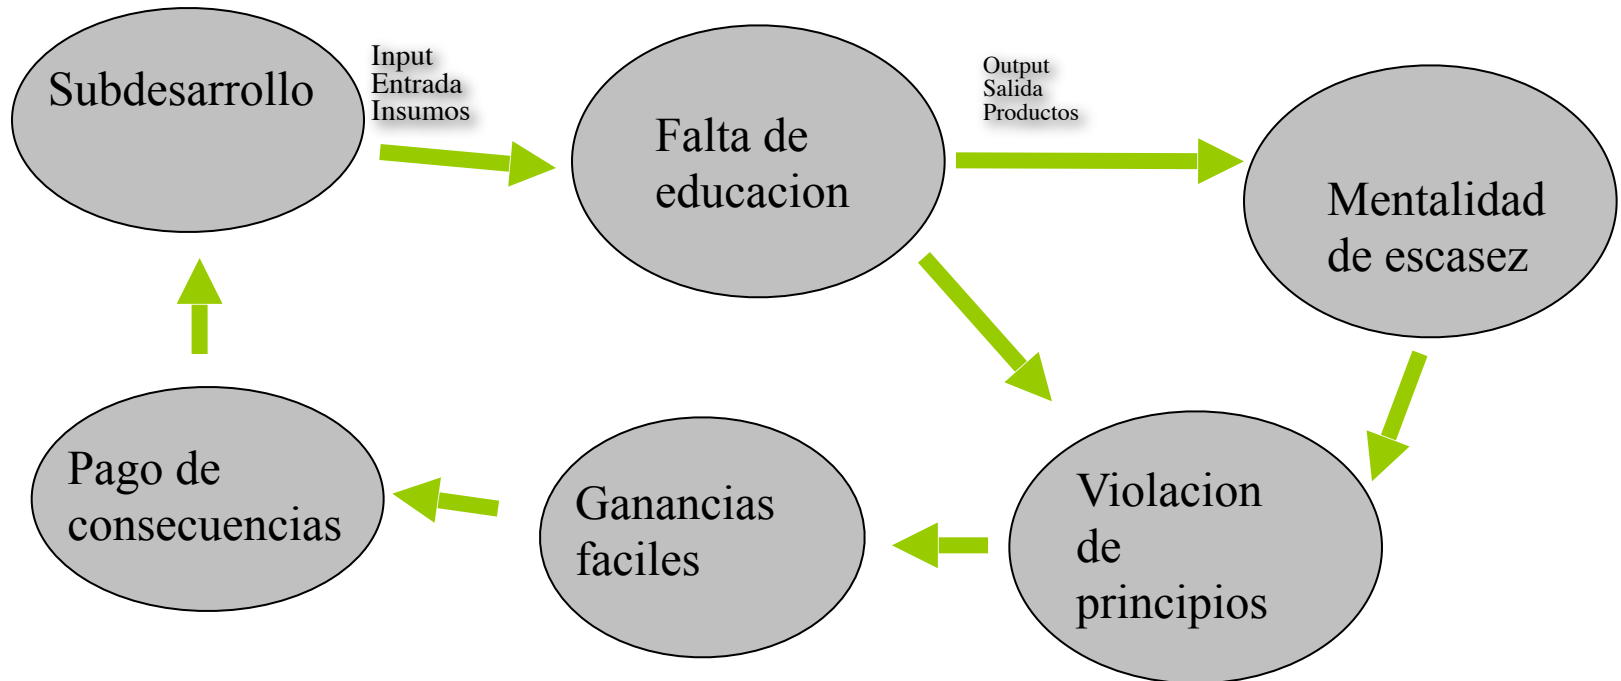 Subdesarrollo
Input
Entrada
Insumos
Falta de
educacion
Output
Salida
Productos
Mentalidad
de escasez
Pago de
consecuencias
Ganancias
faciles
Violacion
de
principios